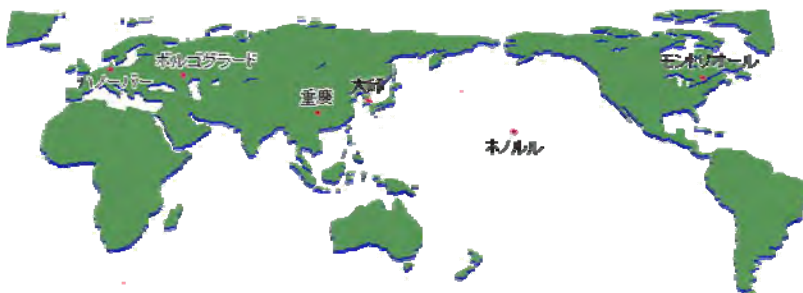 ボルゴグラード
ハノーバー
モントリオール
大邱
重慶
ホノルル